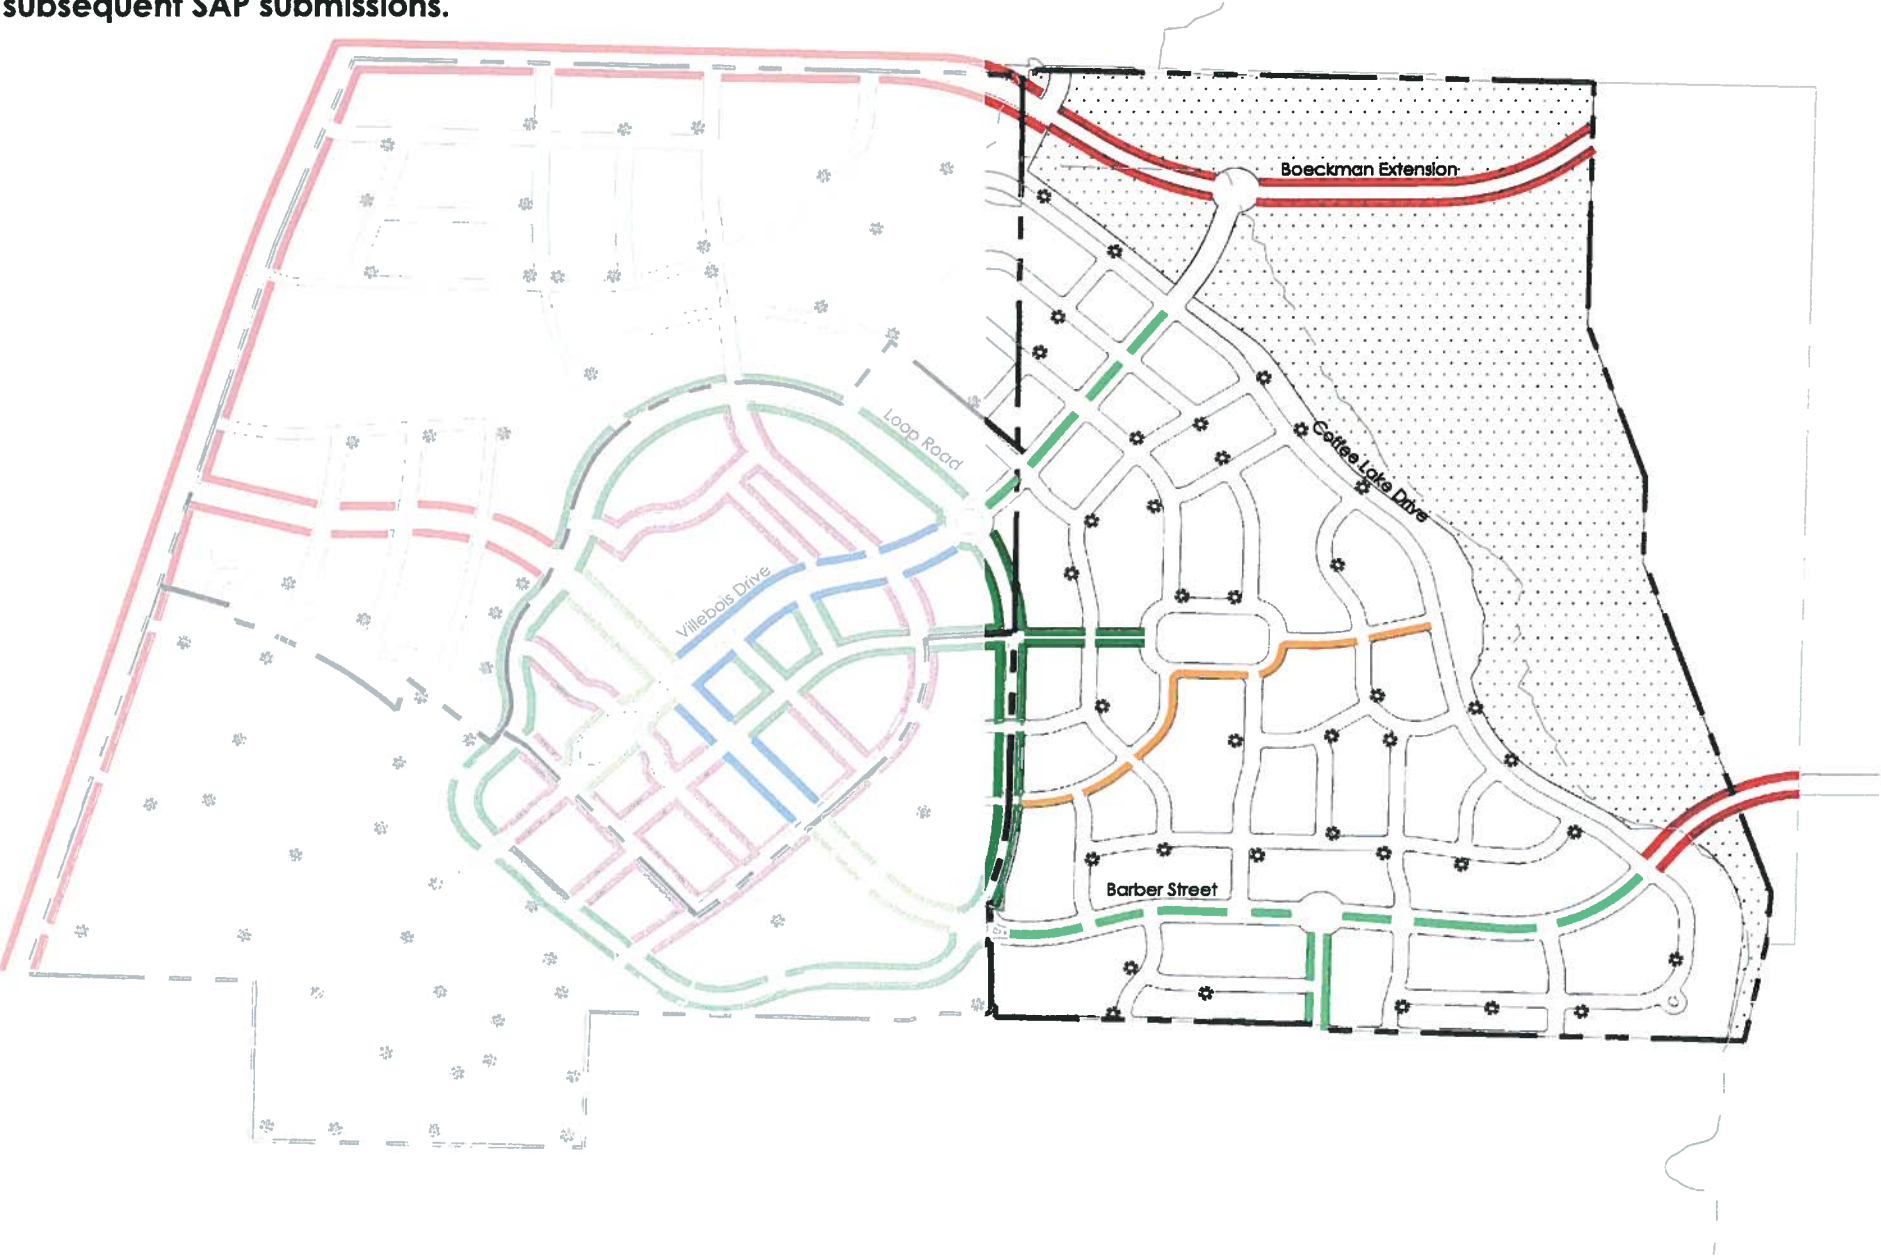 subsequent SAP submissions.
Boeckman Extension
Loop Road
Coffee Lake Drive
Villebois Drive
Barber Street